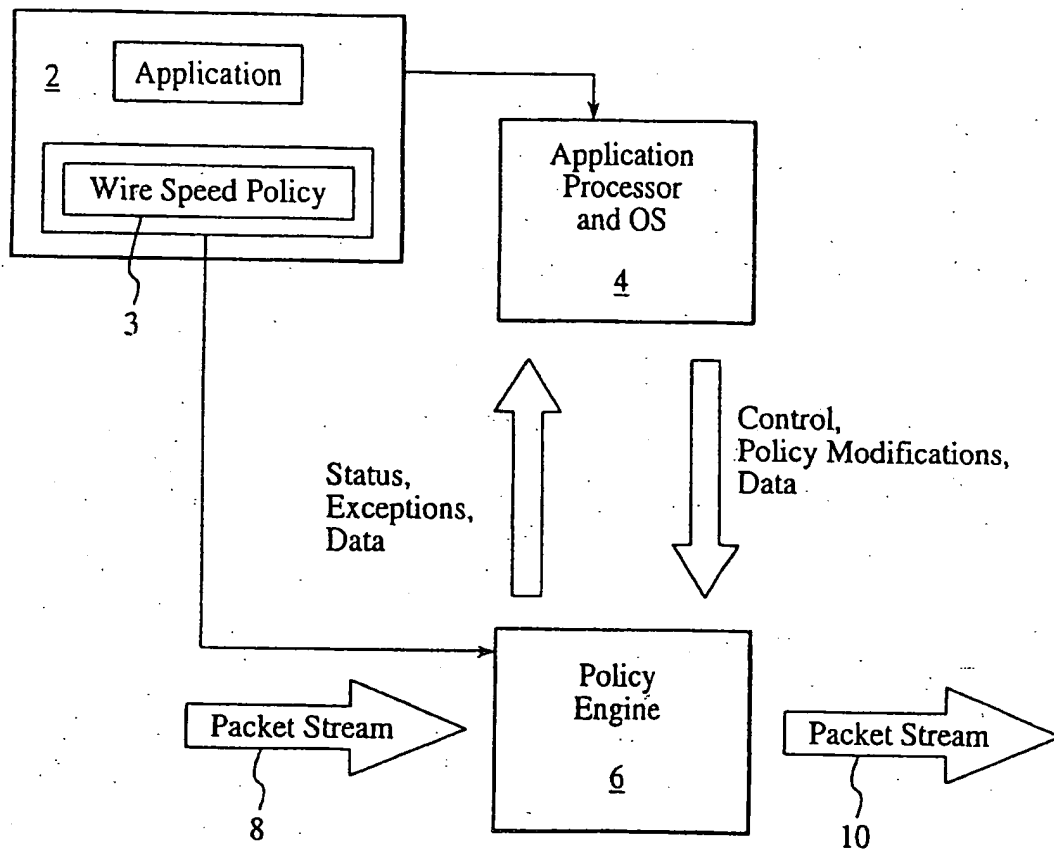 2
Application
Wire Speed Policy
3
Application
Processor
and OS
4
Status,
Exceptions,
Data
Control,
Policy Modifications,
Data
Packet Stream
8
Policy
Engine
6
Packet Stream
10